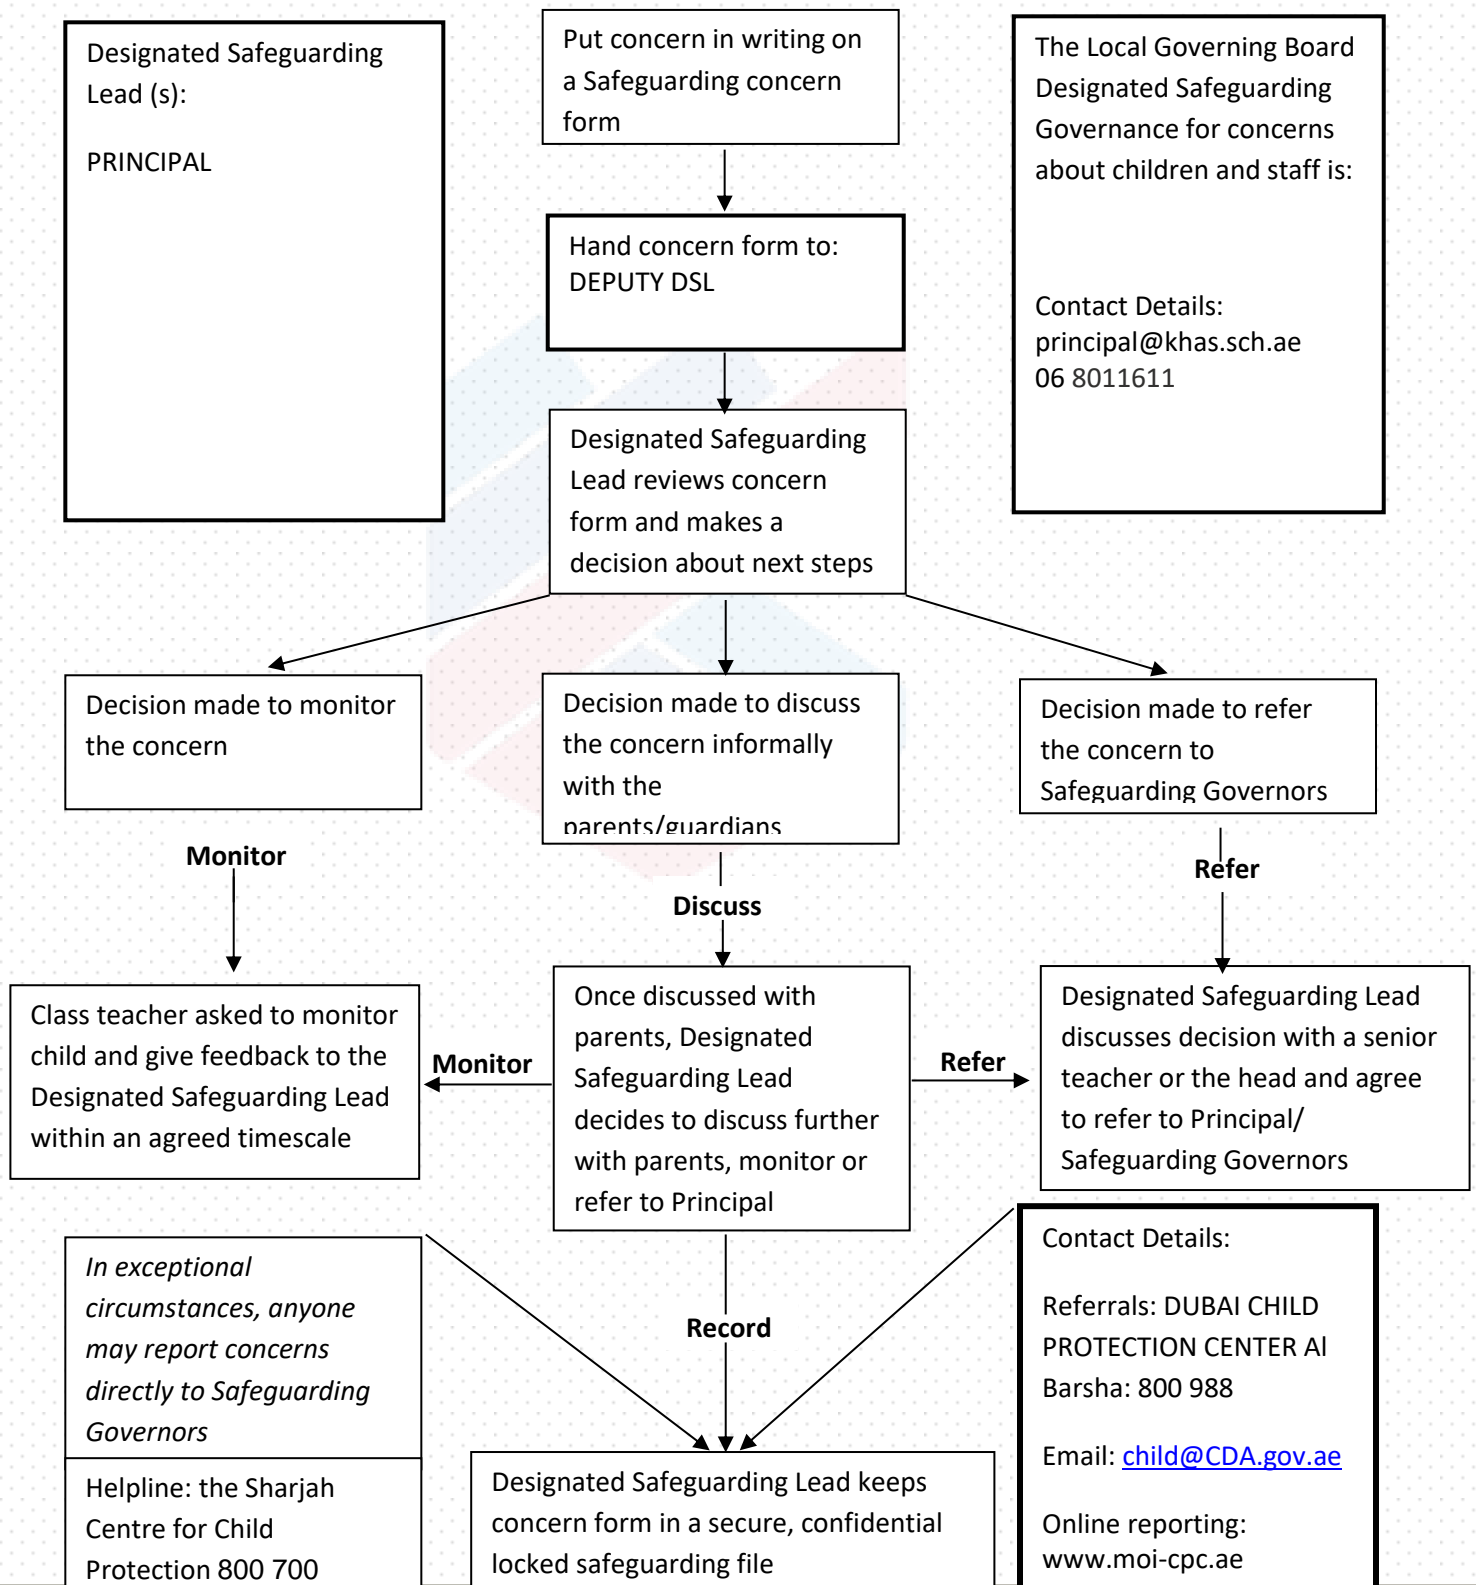 Designated Safeguarding
Lead (s):
PRINCIPAL
Put concern in writing on
a Safeguarding concern
form
The Local Governing Board
Designated Safeguarding
Governance for concerns
about children and staff is:
Contact Details:
principal@khas.sch.ae
06 8011611
Hand concern form to:
DEPUTY DSL
Designated Safeguarding
Lead reviews concern
form and makes a
decision about next steps
Decision made to monitor
the concern
Decision made to discuss
the concern informally
with the
parents/guardians
Decision made to refer
the concern to
Safeguarding Governors
Monitor
Discuss
Refer
Class teacher asked to monitor
child and give feedback to the
Designated Safeguarding Lead
within an agreed timescale
Monitor
Once discussed with
parents, Designated
Safeguarding Lead
decides to discuss further
with parents, monitor or
refer to Principal
Refer
Designated Safeguarding Lead
discusses decision with a senior
teacher or the head and agree
to refer to Principal/
Safeguarding Governors
In exceptional
circumstances, anyone
may report concerns
directly to Safeguarding
Governors
Helpline: the Sharjah
Centre for Child
Protection 800 700
Record
Designated Safeguarding Lead keeps
concern form in a secure, confidential
locked safeguarding file
Contact Details:
Referrals: DUBAI CHILD
PROTECTION CENTER Al
Barsha: 800 988
Email: child@CDA.gov.ae
Online reporting:
www.moi-cpc.ae